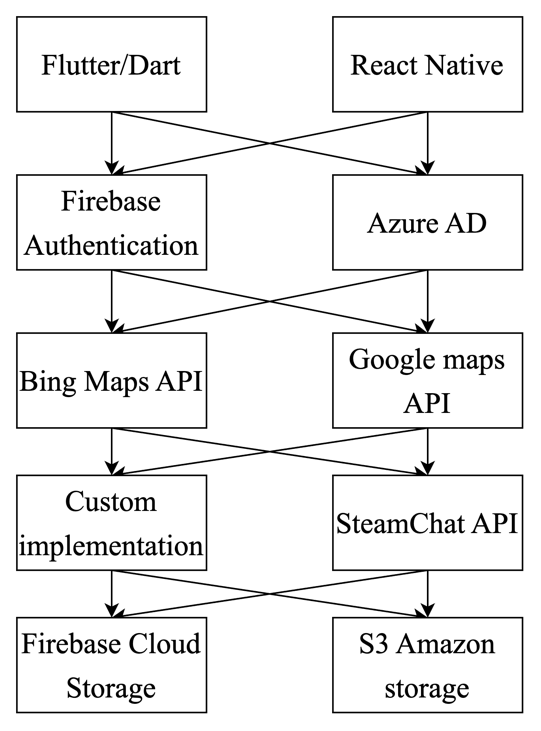 Flutter/Dart
React Native
Firebase
Authentication
Azure AD
Bing Maps API
Google maps
API
Custom
implementation
SteamChat API
Firebase Cloud
Storage
S3 Amazon
storage